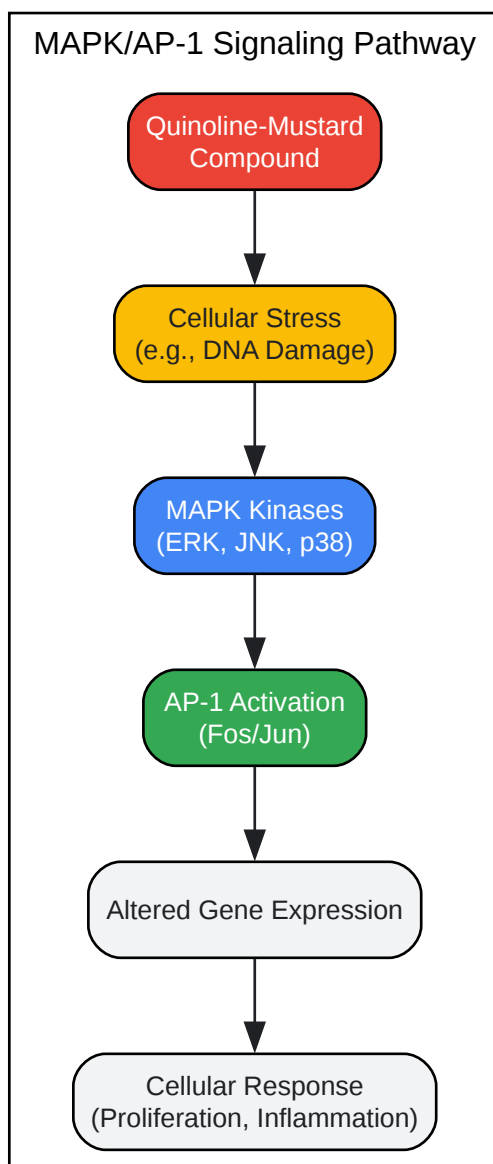 MAPK/AP-1 Signaling Pathway
Quinoline-Mustard
Compound
Cellular Stress
(e.g., DNA Damage)
MAPK Kinases
(ERK, JNK, p38)
AP-1 Activation
(Fos/Jun)
Altered Gene Expression
Cellular Response
(Proliferation, Inflammation)